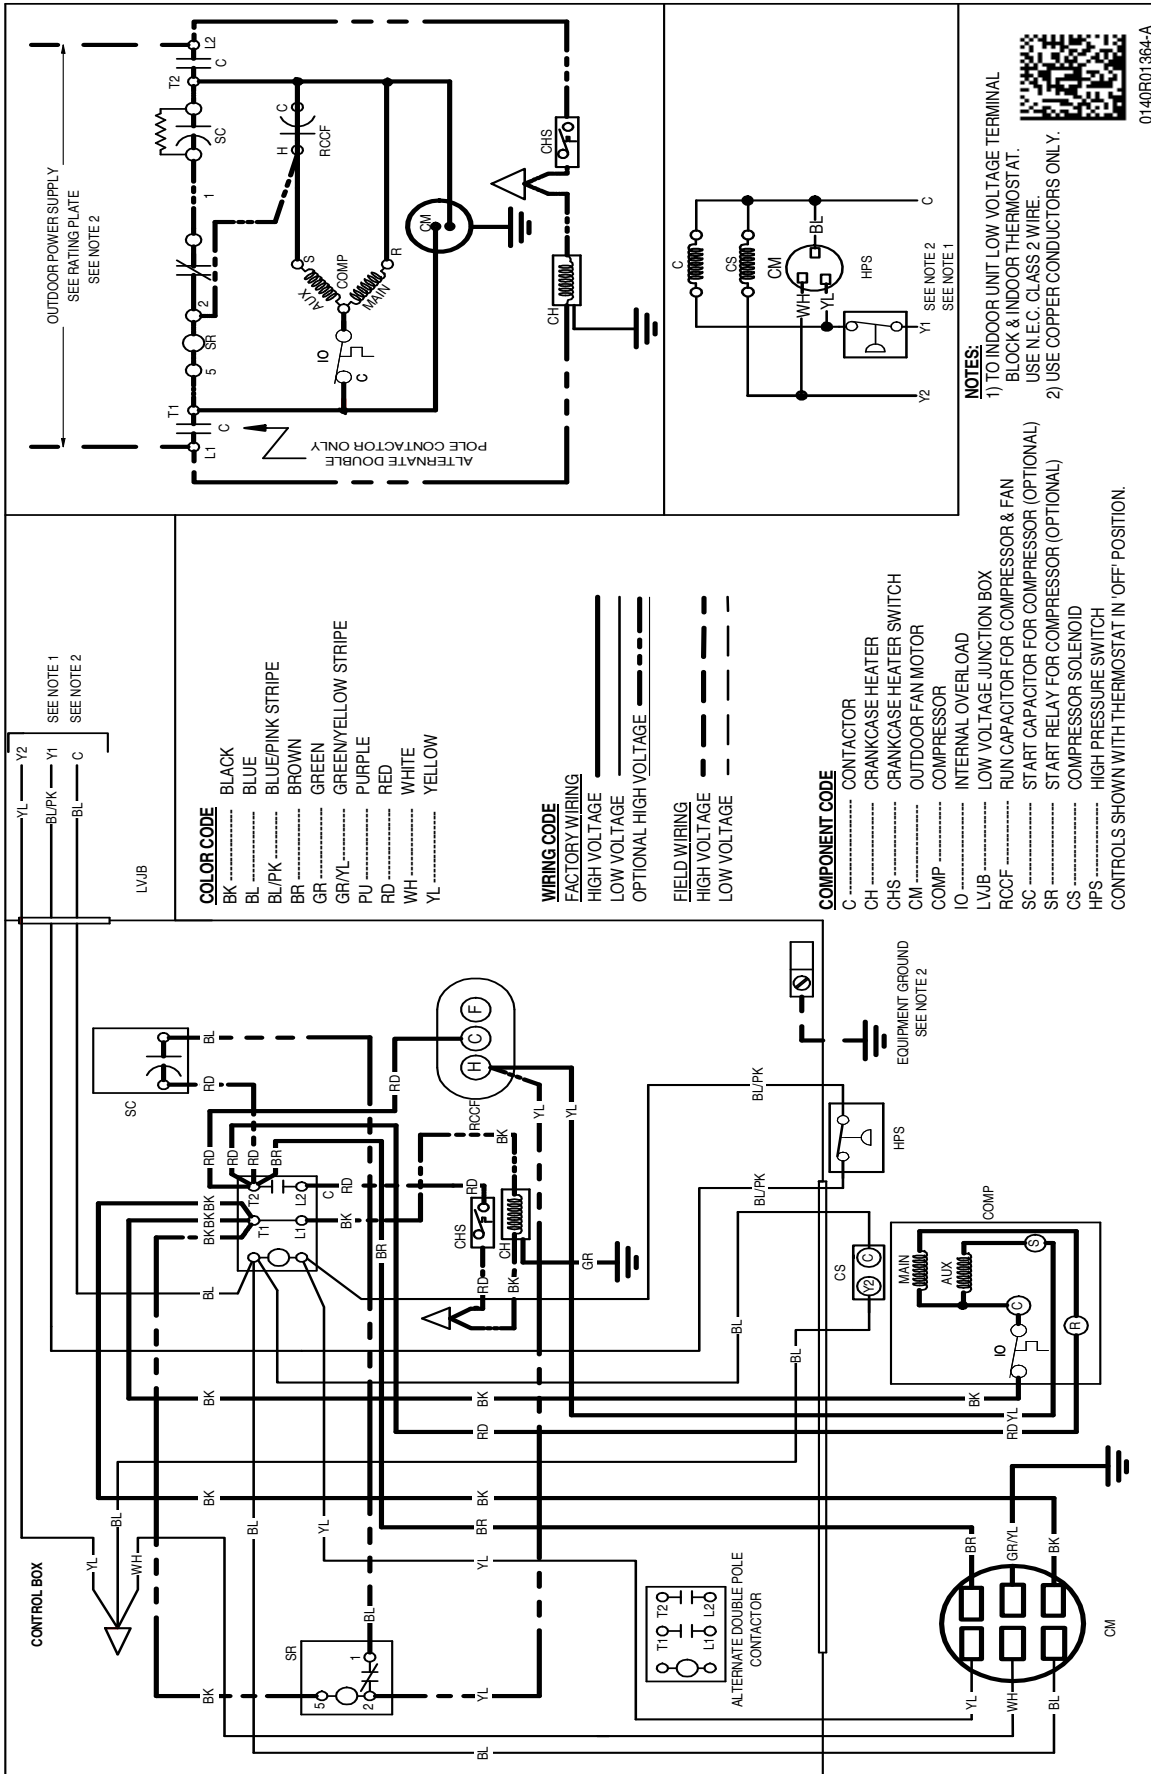 CONTROL BOX
YL
BL
WH
BK
BK
BK
BL
BL
YL
BR
YL
YL
SR
5
2
1
BL
YL
BK
BL
BR
BK
RD
BL
BK
BK
BK
BK
T1
L1
T2
L2
C
RD
RD
RD
BR
RD
BK
SC
RD
BL
RD
H
C
F
RCCF
BK
YL
YL
RD
CHS
RD
CH
BK
GR
BL
BL
BL/PK
BL/PK
ALTERNATE DOUBLE POLE
CONTACTOR
T1
T2
L1
L2
YL
WH
BL
BR
GR/YL
BK
CM
BK
YL
RD
IO
C
MAIN
AUX
S
R
COMP
CS
Y2
C
HPS
EQUIPMENT GROUND
SEE NOTE 2
LVJB
YL
Y2
BL/PK
Y1
SEE NOTE 1
BL
C
SEE NOTE 2
COLOR CODE
BK ---------- BLACK
BL ---------- BLUE
BL/PK ---------- BLUE/PINK STRIPE
BR ---------- BROWN
GR ---------- GREEN
GR/YL ---------- GREEN/YELLOW STRIPE
PU ---------- PURPLE
RD ---------- RED
WH ---------- WHITE
YL ---------- YELLOW
WIRING CODE
FACTORY WIRING
HIGH VOLTAGE
LOW VOLTAGE
OPTIONAL HIGH VOLTAGE
FIELD WIRING
HIGH VOLTAGE
LOW VOLTAGE
COMPONENT CODE
C ---------- CONTACTOR
CH ---------- CRANKCASE HEATER
CHS ---------- CRANKCASE HEATER SWITCH
CM ---------- OUTDOOR FAN MOTOR
COMP ---------- COMPRESSOR
IO ---------- INTERNAL OVERLOAD
LVJB ---------- LOW VOLTAGE JUNCTION BOX
RCCF ---------- RUN CAPACITOR FOR COMPRESSOR & FAN
SC ---------- START CAPACITOR FOR COMPRESSOR (OPTIONAL)
SR ---------- START RELAY FOR COMPRESSOR (OPTIONAL)
CS ---------- COMPRESSOR SOLENOID
HPS ---------- HIGH PRESSURE SWITCH
CONTROLS SHOWN WITH THERMOSTAT IN 'OFF' POSITION.
OUTDOOR POWER SUPPLY
SEE RATING PLATE
SEE NOTE 2
L1
C
T1
5
SR
2
1
SC
T2
C
L2
ALTERNATE DOUBLE
POLE CONTACTOR ONLY
H
C
RCCF
IO
C
S
AUX
COMP
MAIN
R
CM
CHS
CH
C
CS
CM
WH
YL
BL
HPS
Y2
Y1
C
SEE NOTE 2
SEE NOTE 1
NOTES:
1) TO INDOOR UNIT LOW VOLTAGE TERMINAL
BLOCK & INDOOR THERMOSTAT.
USE N.E.C. CLASS 2 WIRE.
2) USE COPPER CONDUCTORS ONLY.
0140R01364-A